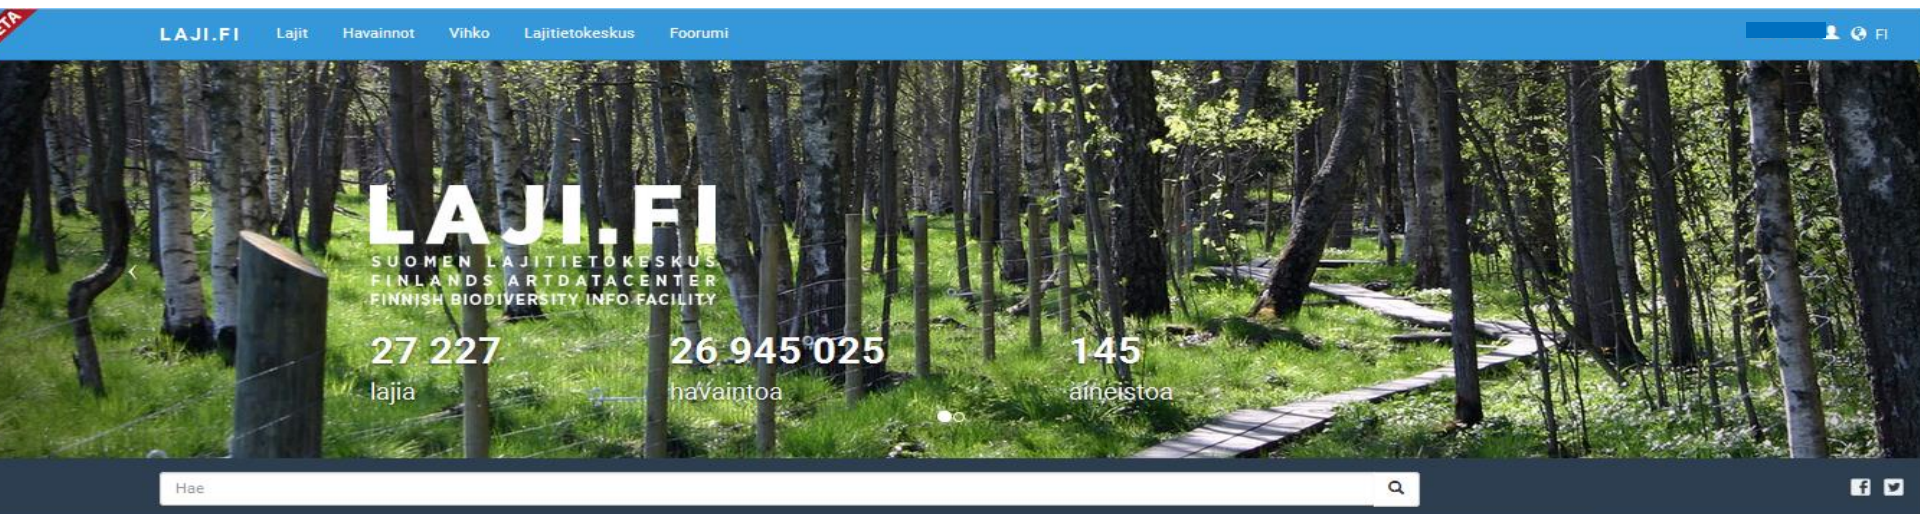 ETA
LAJI.FI Lajit Havainnot Vihko Lajitietokeskus Foorumi FI
LAJI.FI
SUOMEN LAJITIETOKESKUS
FINLANDS ARTDATACENTER
FINNISH BIODIVERSITY INFO FACILITY
27 227 26 945 025 145
lajia havaintoa aineistoa
Hae